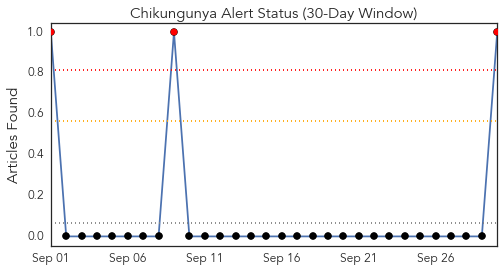 Chikungunya Alert Status (30-Day Window)
Articles Found
1.0
0.8
0.6
0.4
0.2
0.0
Sep 01 Sep 06 Sep 11 Sep 16 Sep 21 Sep 26